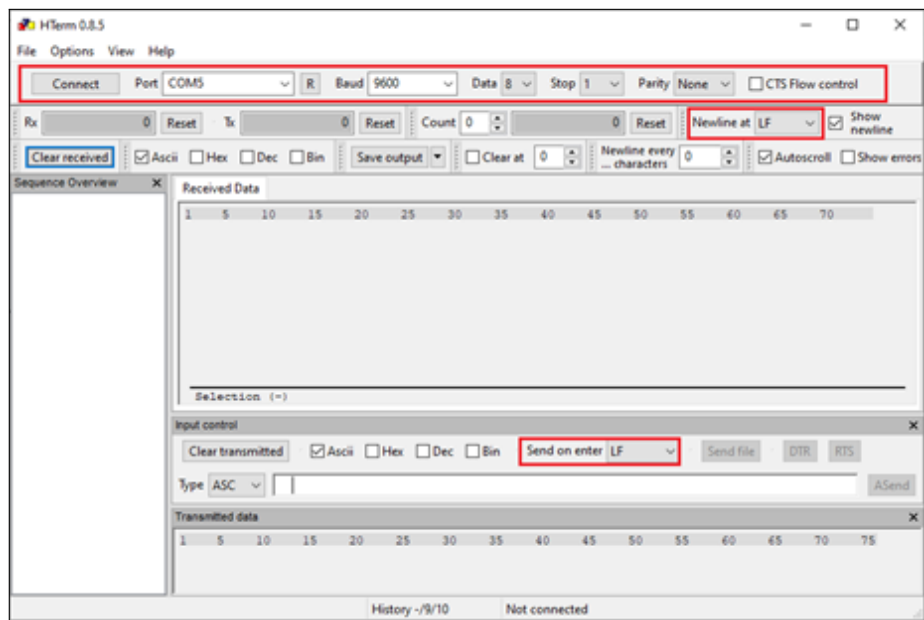 HTerm 0.8.5
File Options View Help
Connect Port COM5 R Baud 9600 Data 8 Stop 1 Parity None CTS Flow control
Rx 0 Reset Tx 0 Reset Count 0 0 Reset Newline at LF Show newline
Clear received Ascii Hex Dec Bin Save output Clear at 0 Newline every ... characters 0 Autoscroll Show errors
Sequence Overview Received Data
1 5 10 15 20 25 30 35 40 45 50 55 60 65 70
Selection (-)
Input control
Clear transmitted Ascii Hex Dec Bin Send on enter LF Send file DTR RTS
Type ASC ASend
Transmitted data
1 5 10 15 20 25 30 35 40 45 50 55 60 65 70 75
History -/9/10 Not connected